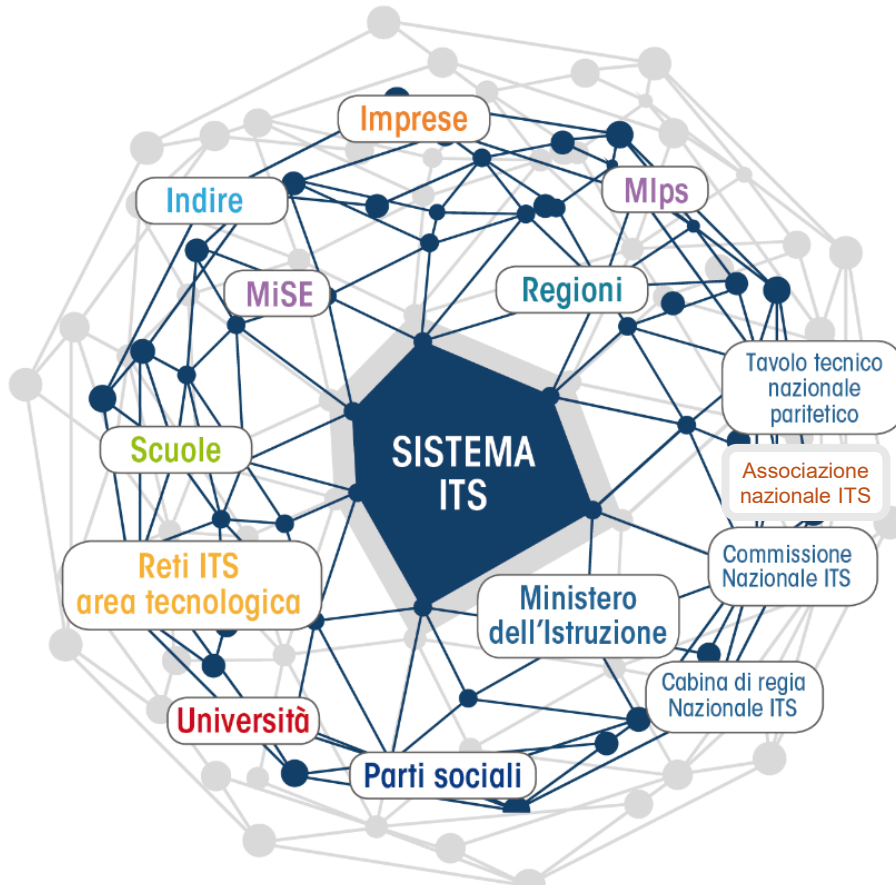 Imprese
Indire
Mlps
MiSE
Regioni
Tavolo tecnico
nazionale
paritetico
Scuole
SISTEMA
ITS
Associazione
nazionale ITS
Reti ITS
area tecnologica
Commissione
Nazionale ITS
Ministero
dell'Istruzione
Cabina di regia
Nazionale ITS
Università
Parti sociali